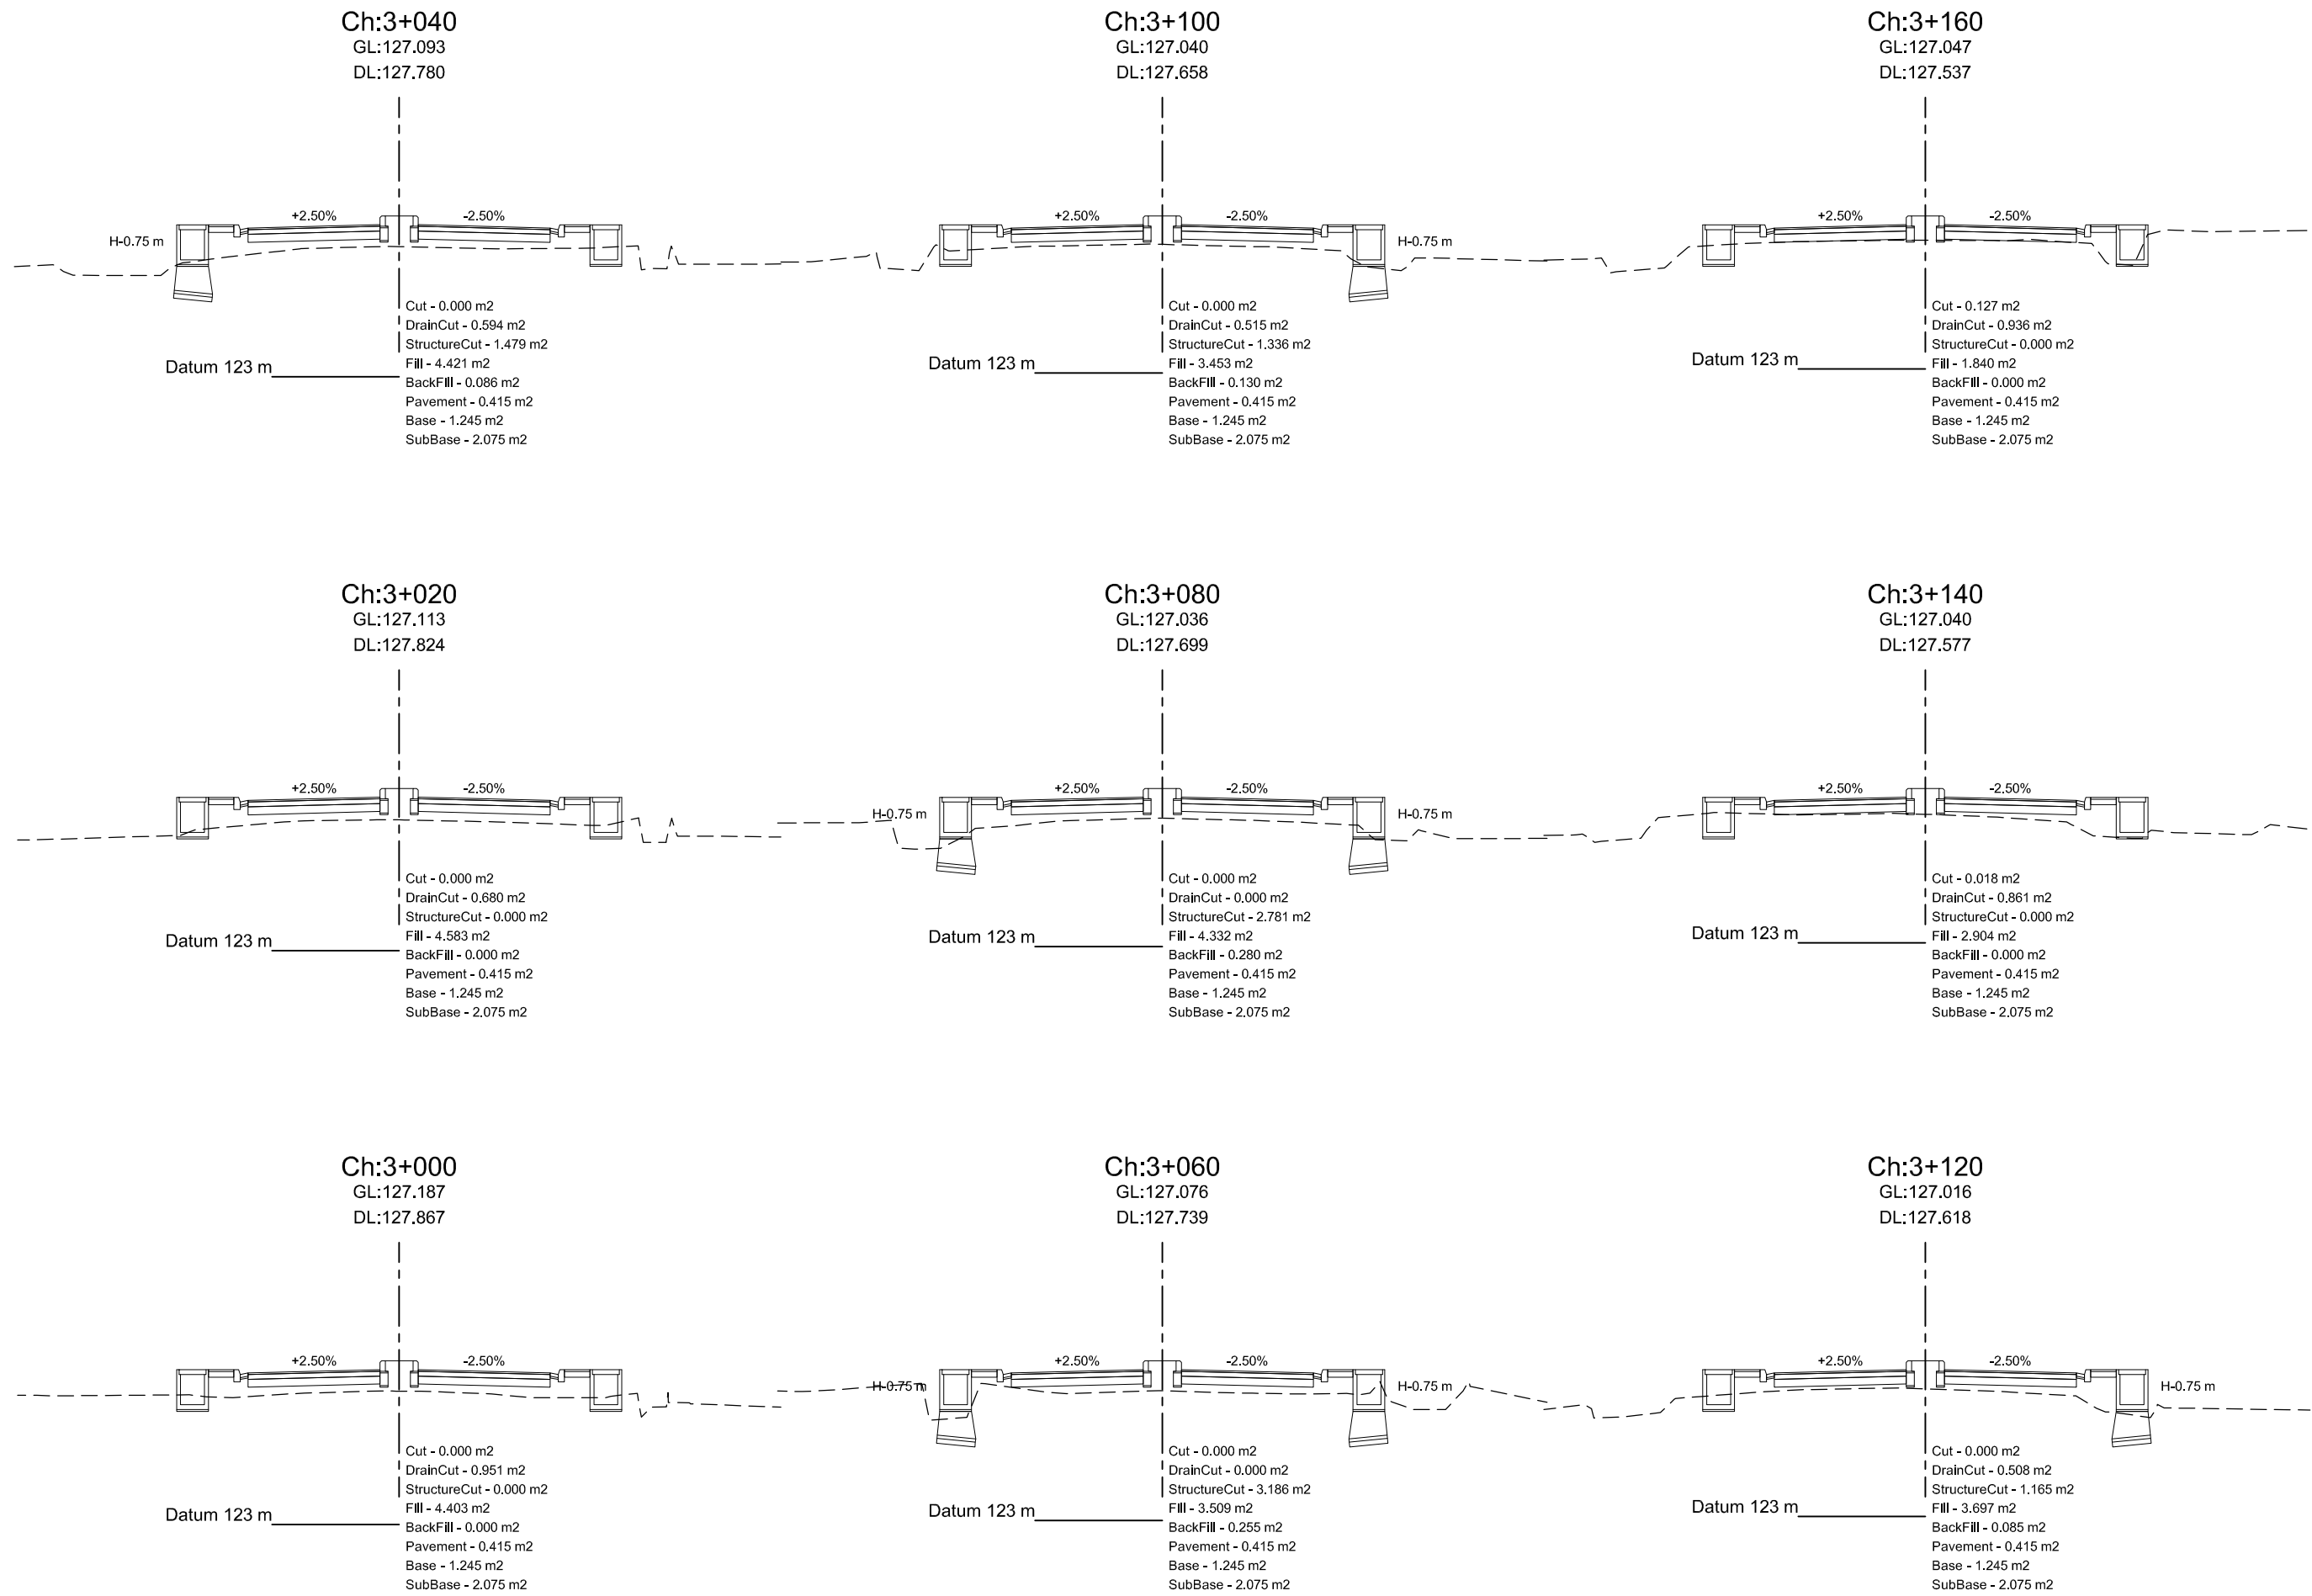 Ch:3+040
GL:127.093
DL:127.780
+2.50%
-2.50%
H-0.75 m
Cut - 0.000 m2
DrainCut - 0.594 m2
StructureCut - 1.479 m2
Datum 123 m
Fill - 4.421 m2
BackFill - 0.086 m2
Pavement - 0.415 m2
Base - 1.245 m2
SubBase - 2.075 m2
Ch:3+100
GL:127.040
DL:127.658
+2.50%
-2.50%
H-0.75 m
Cut - 0.000 m2
DrainCut - 0.515 m2
StructureCut - 1.336 m2
Datum 123 m
Fill - 3.453 m2
BackFill - 0.130 m2
Pavement - 0.415 m2
Base - 1.245 m2
SubBase - 2.075 m2
Ch:3+160
GL:127.047
DL:127.537
+2.50%
-2.50%
Cut - 0.127 m2
DrainCut - 0.936 m2
StructureCut - 0.000 m2
Datum 123 m
Fill - 1.840 m2
BackFill - 0.000 m2
Pavement - 0.415 m2
Base - 1.245 m2
SubBase - 2.075 m2
Ch:3+020
GL:127.113
DL:127.824
+2.50%
-2.50%
Cut - 0.000 m2
DrainCut - 0.680 m2
StructureCut - 0.000 m2
Datum 123 m
Fill - 4.583 m2
BackFill - 0.000 m2
Pavement - 0.415 m2
Base - 1.245 m2
SubBase - 2.075 m2
Ch:3+080
GL:127.036
DL:127.699
+2.50%
-2.50%
H-0.75 m
H-0.75 m
Cut - 0.000 m2
DrainCut - 0.000 m2
StructureCut - 2.781 m2
Datum 123 m
Fill - 4.332 m2
BackFill - 0.280 m2
Pavement - 0.415 m2
Base - 1.245 m2
SubBase - 2.075 m2
Ch:3+140
GL:127.040
DL:127.577
+2.50%
-2.50%
Cut - 0.018 m2
DrainCut - 0.861 m2
StructureCut - 0.000 m2
Datum 123 m
Fill - 2.904 m2
BackFill - 0.000 m2
Pavement - 0.415 m2
Base - 1.245 m2
SubBase - 2.075 m2
Ch:3+000
GL:127.187
DL:127.867
+2.50%
-2.50%
Cut - 0.000 m2
DrainCut - 0.951 m2
StructureCut - 0.000 m2
Datum 123 m
Fill - 4.403 m2
BackFill - 0.000 m2
Pavement - 0.415 m2
Base - 1.245 m2
SubBase - 2.075 m2
Ch:3+060
GL:127.076
DL:127.739
+2.50%
-2.50%
H-0.75 m
H-0.75 m
Cut - 0.000 m2
DrainCut - 0.000 m2
StructureCut - 3.186 m2
Datum 123 m
Fill - 3.509 m2
BackFill - 0.255 m2
Pavement - 0.415 m2
Base - 1.245 m2
SubBase - 2.075 m2
Ch:3+120
GL:127.016
DL:127.618
+2.50%
-2.50%
H-0.75 m
Cut - 0.000 m2
DrainCut - 0.508 m2
StructureCut - 1.165 m2
Datum 123 m
Fill - 3.697 m2
BackFill - 0.085 m2
Pavement - 0.415 m2
Base - 1.245 m2
SubBase - 2.075 m2